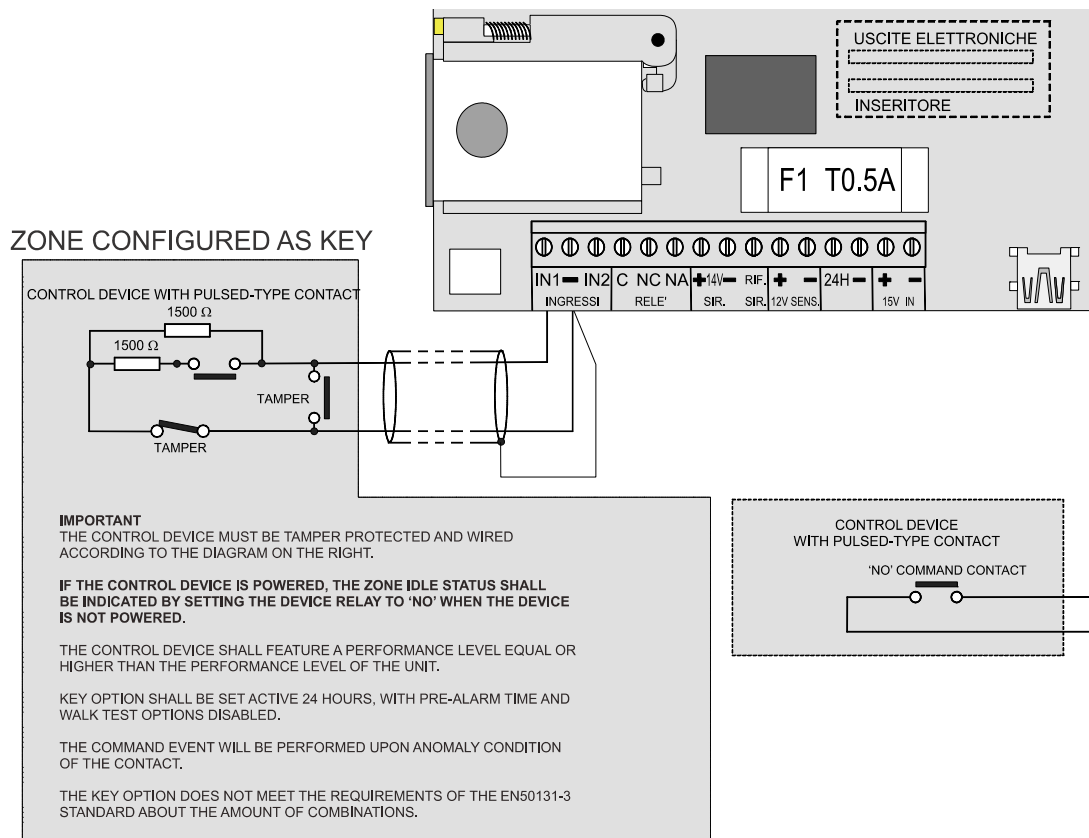 USCITE ELETTRONICHE
INSERITORE
F1 T0.5A
ZONE CONFIGURED AS KEY
IN1 − IN2 C NC NA +14V− RIF. + − 24H − + −
INGRESSI RELE' SIR. SIR. 12V SENS. 15V IN
CONTROL DEVICE WITH PULSED-TYPE CONTACT
1500 Ω
1500 Ω
TAMPER
TAMPER
IMPORTANT
THE CONTROL DEVICE MUST BE TAMPER PROTECTED AND WIRED
ACCORDING TO THE DIAGRAM ON THE RIGHT.
IF THE CONTROL DEVICE IS POWERED, THE ZONE IDLE STATUS SHALL
BE INDICATED BY SETTING THE DEVICE RELAY TO ‘NO’ WHEN THE DEVICE
IS NOT POWERED.
THE CONTROL DEVICE SHALL FEATURE A PERFORMANCE LEVEL EQUAL OR
HIGHER THAN THE PERFORMANCE LEVEL OF THE UNIT.
KEY OPTION SHALL BE SET ACTIVE 24 HOURS, WITH PRE-ALARM TIME AND
WALK TEST OPTIONS DISABLED.
THE COMMAND EVENT WILL BE PERFORMED UPON ANOMALY CONDITION
OF THE CONTACT.
THE KEY OPTION DOES NOT MEET THE REQUIREMENTS OF THE EN50131-3
STANDARD ABOUT THE AMOUNT OF COMBINATIONS.
CONTROL DEVICE
WITH PULSED-TYPE CONTACT
‘NO’ COMMAND CONTACT